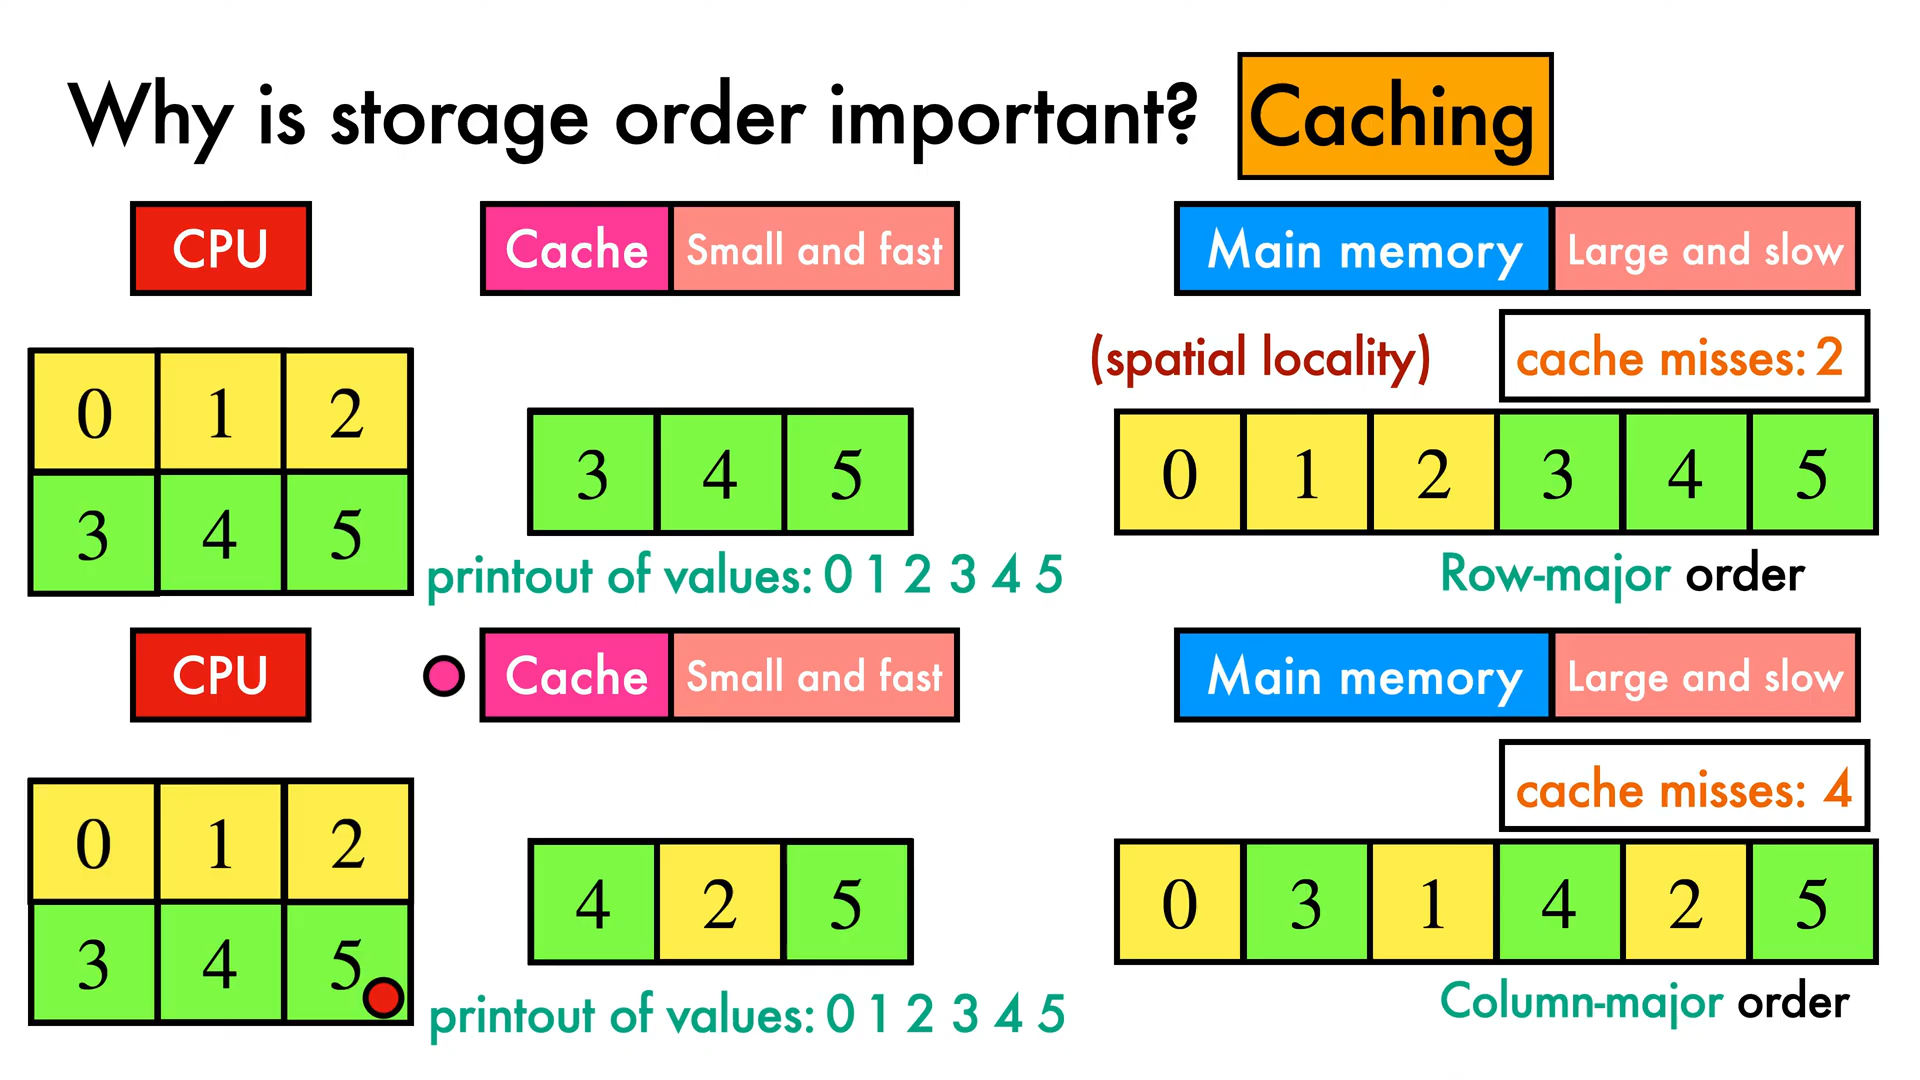 Why is storage order important? Caching
CPU Cache Small and fast Main memory Large and slow
(spatial locality) cache misses: 2
0 1 2
3 4 5
3 4 5
0 1 2 3 4 5
printout of values: 0 1 2 3 4 5
Row-major order
CPU Cache Small and fast Main memory Large and slow
cache misses: 4
0 1 2
3 4 5
4 2 5
0 3 1 4 2 5
printout of values: 0 1 2 3 4 5
Column-major order